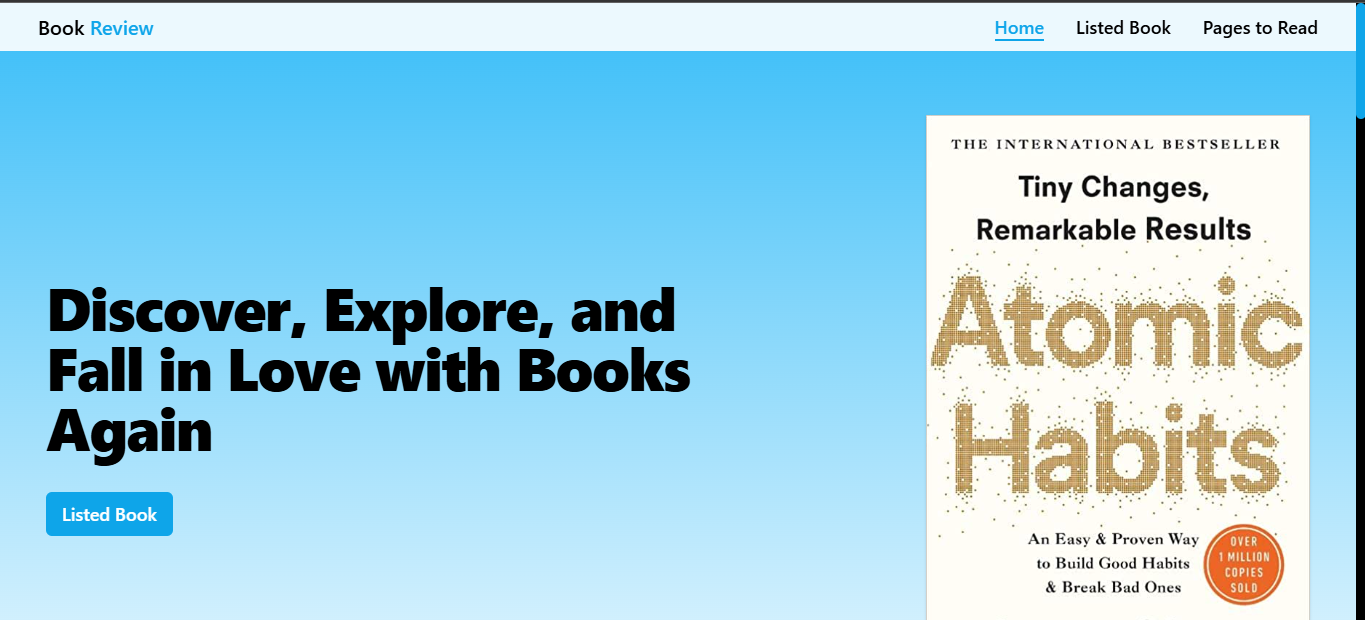 Book Review
Home
Listed Book
Pages to Read
Discover, Explore, and
Fall in Love with Books
Again
Listed Book
THE INTERNATIONAL BESTSELLER
Tiny Changes,
Remarkable Results
Atomic
Habits
An Easy & Proven Way
to Build Good Habits
& Break Bad Ones
OVER
1 MILLION
COPIES
SOLD